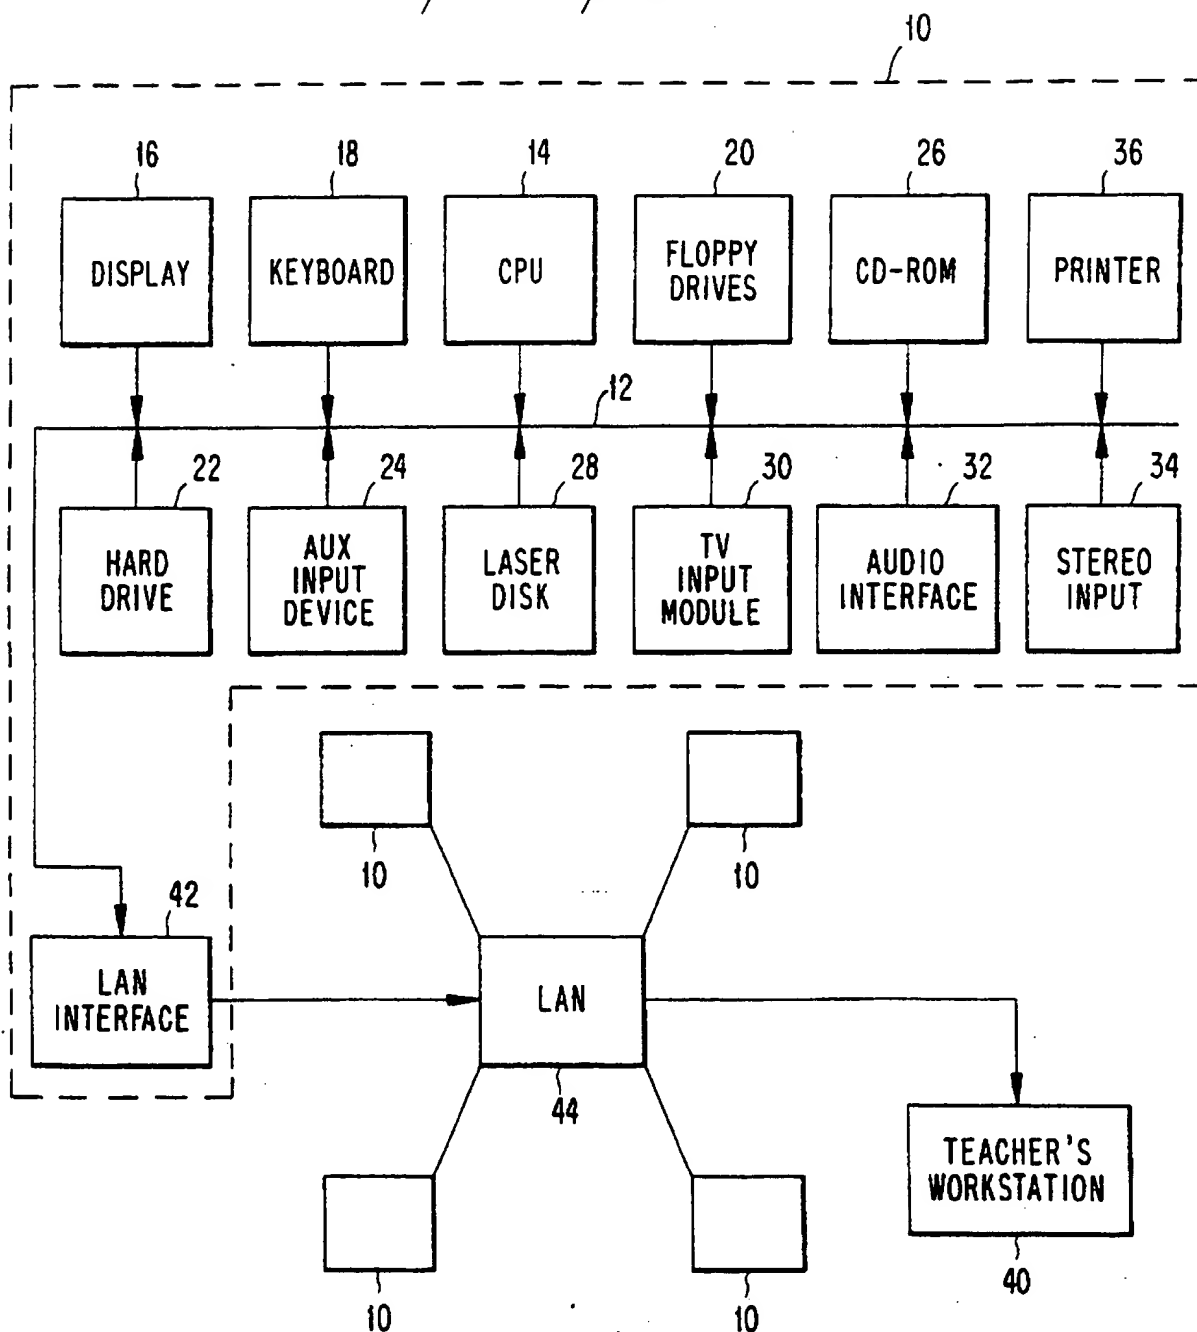 10
16
18
14
20
26
36
DISPLAY
KEYBOARD
CPU
FLOPPY
DRIVES
CD-ROM
PRINTER
12
22
24
28
30
32
34
HARD
DRIVE
AUX
INPUT
DEVICE
LASER
DISK
TV
INPUT
MODULE
AUDIO
INTERFACE
STEREO
INPUT
10
10
42
LAN
INTERFACE
LAN
44
TEACHER'S
WORKSTATION
40
10
10